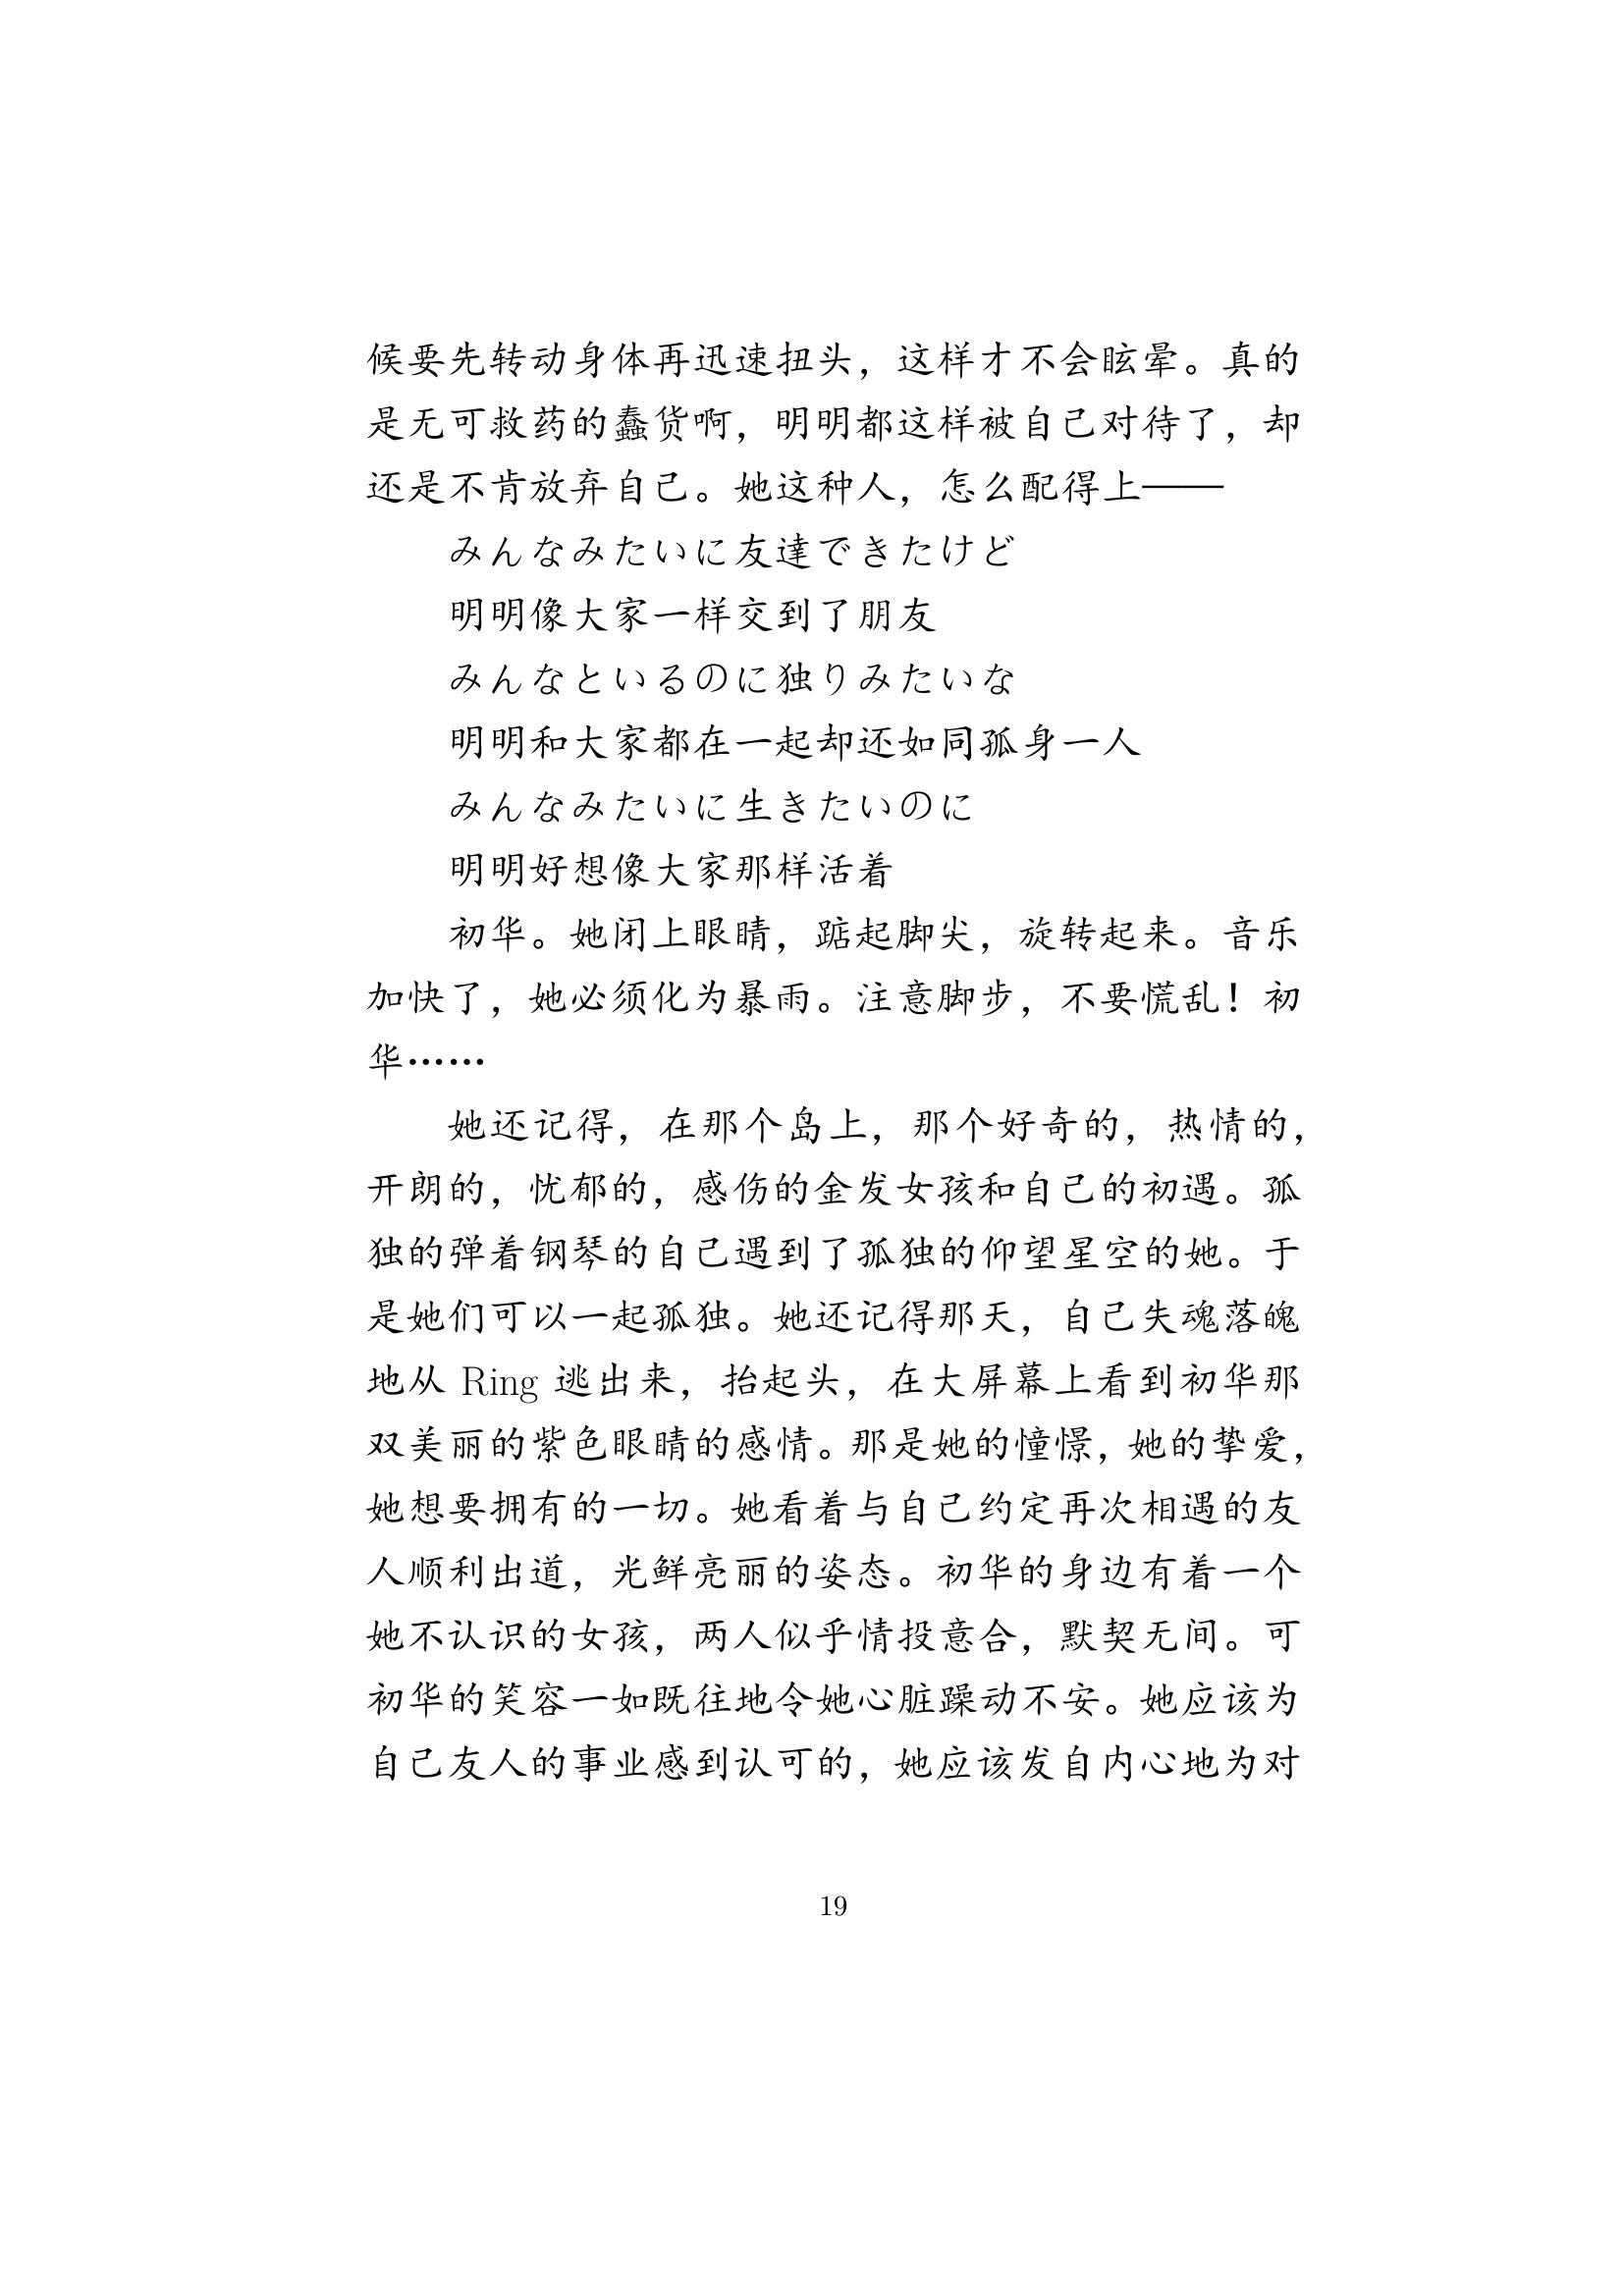 候要先转动身体再迅速扭头，这样才不会眩晕。真的
是无可救药的蠢货啊，明明都这样被自己对待了，却
还是不肯放弃自己。她这种人，怎么配得上——
みんなみたいに友達できたけど
明明像大家一样交到了朋友
みんなといるのに独りみたいな
明明和大家都在一起却还如同孤身一人
みんなみたいに生きたいのに
明明好想像大家那样活着
初华。她闭上眼睛，踮起脚尖，旋转起来。音乐
加快了，她必须化为暴雨。注意脚步，不要慌乱！初
华……
她还记得，在那个岛上，那个好奇的，热情的，
开朗的，忧郁的，感伤的金发女孩和自己的初遇。孤
独的弹着钢琴的自己遇到了孤独的仰望星空的她。于
是她们可以一起孤独。她还记得那天，自己失魂落魄
地从 Ring 逃出来，抬起头，在大屏幕上看到初华那
双美丽的紫色眼睛的感情。那是她的憧憬，她的挚爱，
她想要拥有的一切。她看着与自己约定再次相遇的友
人顺利出道，光鲜亮丽的姿态。初华的身边有着一个
她不认识的女孩，两人似乎情投意合，默契无间。可
初华的笑容一如既往地令她心脏躁动不安。她应该为
自己友人的事业感到认可的，她应该发自内心地为对
19